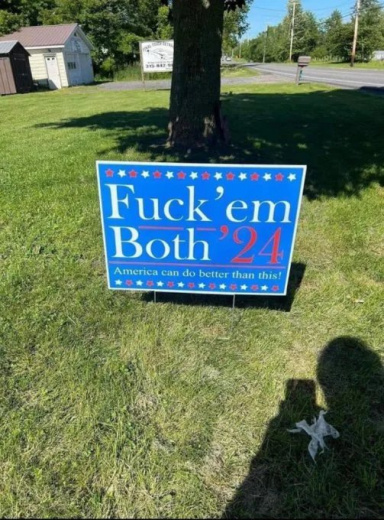 Fuck'em
Both '24
America can do better than this!